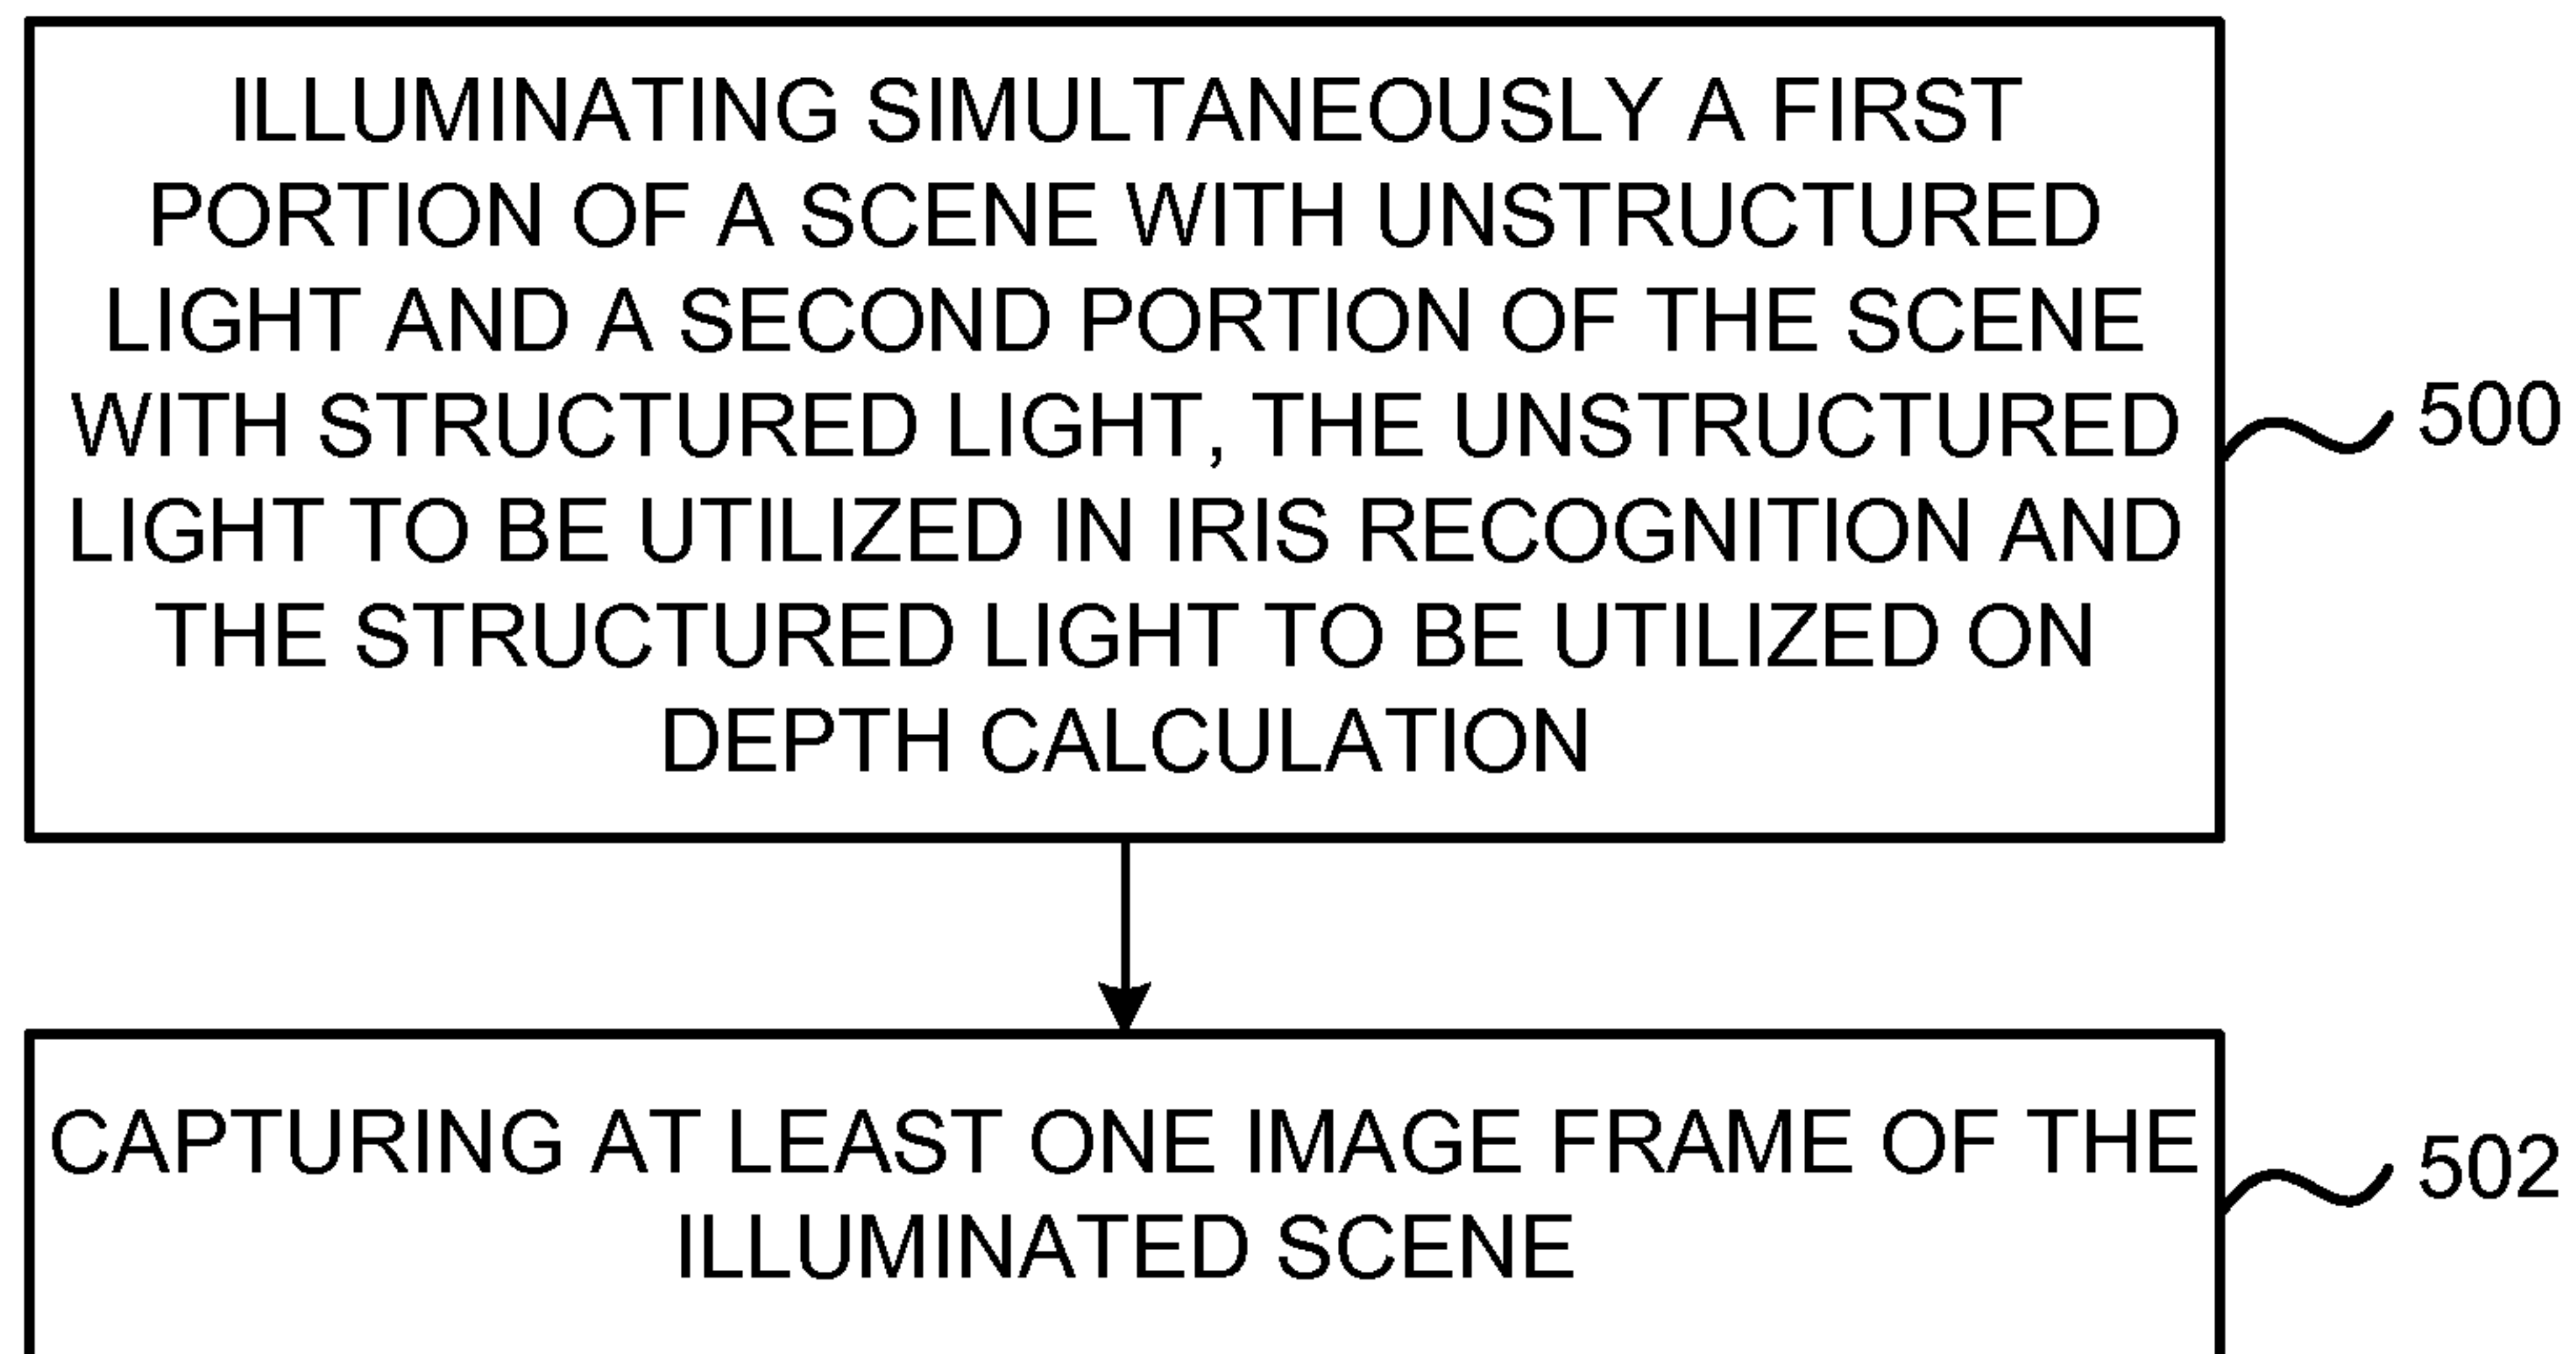 ILLUMINATING SIMULTANEOUSLY A FIRST
PORTION OF A SCENE WITH UNSTRUCTURED
LIGHT AND A SECOND PORTION OF THE SCENE
WITH STRUCTURED LIGHT, THE UNSTRUCTURED
LIGHT TO BE UTILIZED IN IRIS RECOGNITION AND
THE STRUCTURED LIGHT TO BE UTILIZED ON
DEPTH CALCULATION
500
CAPTURING AT LEAST ONE IMAGE FRAME OF THE
ILLUMINATED SCENE
502